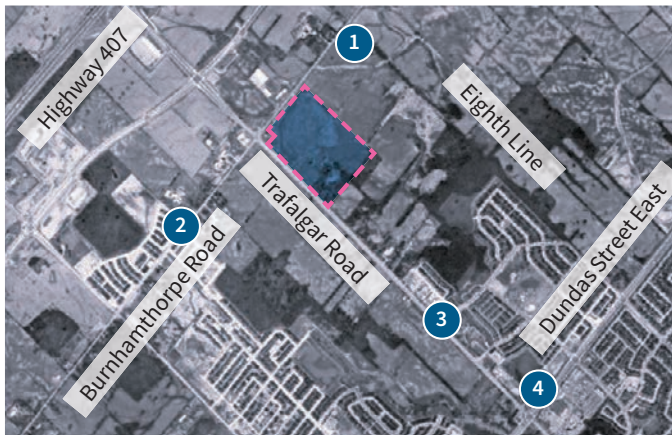 1
Highway 407
Eighth Line
Trafalgar Road
2
Burnhamthorpe Road
Dundas Street East
3
4